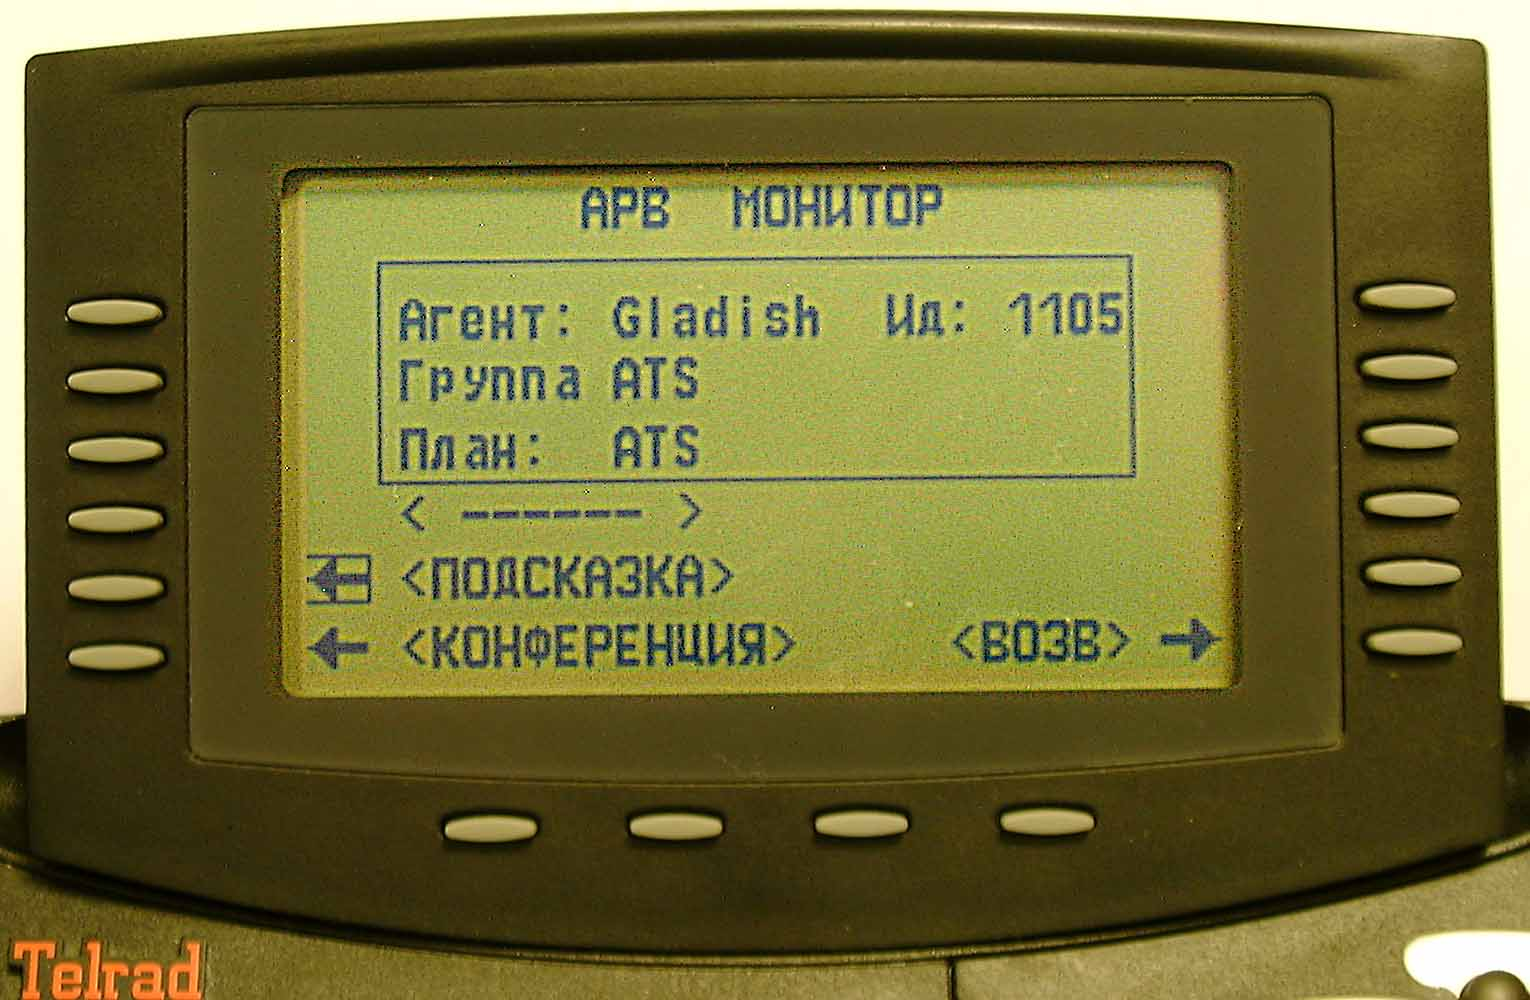 АРВ МОНИТОР
Агент: Gladish Ид: 1105
Группа ATS
План: ATS
< ------ >
<ПОДСКАЗКА>
<КОНФЕРЕНЦИЯ> <ВОЗВ>
Telrad